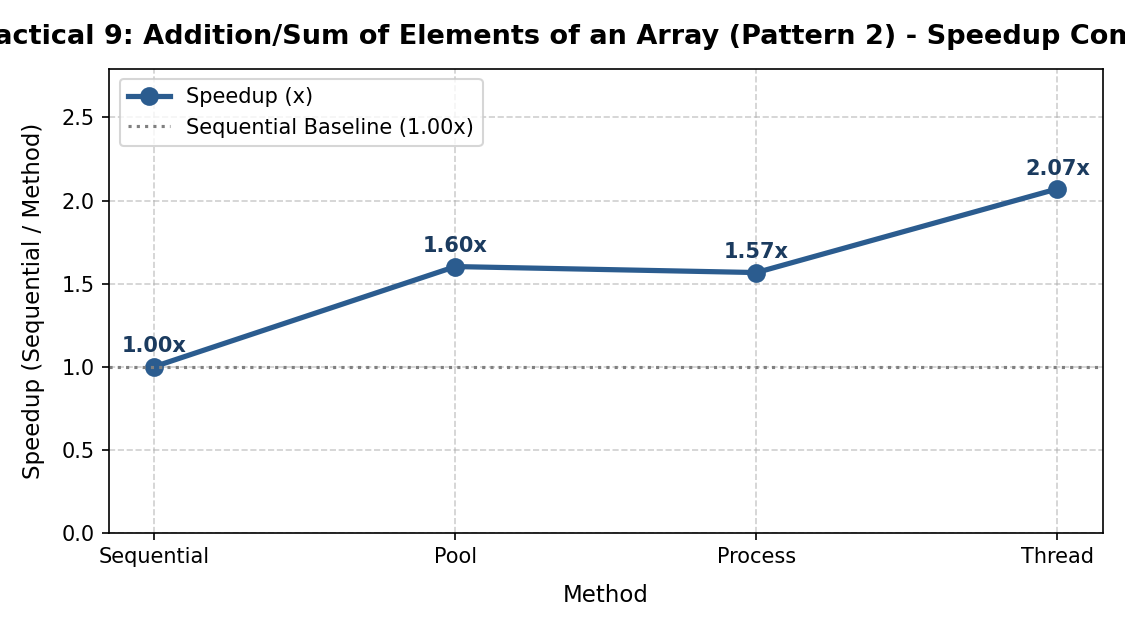 actical 9: Addition/Sum of Elements of an Array (Pattern 2) - Speedup Con
Speedup (x)
Sequential Baseline (1.00x)
Speedup (Sequential / Method)
2.5
2.0
1.5
1.0
0.5
0.0
1.00x
1.60x
1.57x
2.07x
Sequential
Pool
Process
Thread
Method